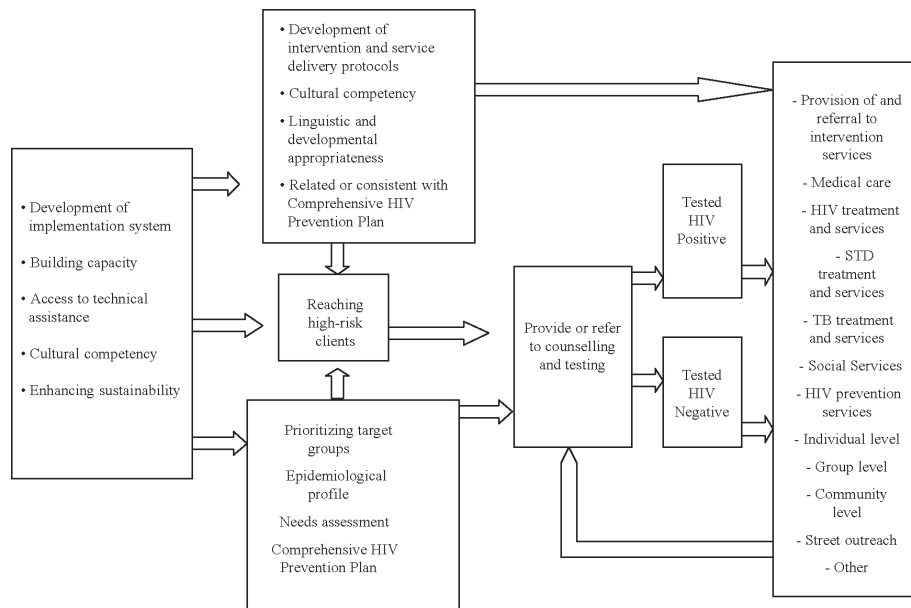 • Development of
implementation system
• Building capacity
• Access to technical
assistance
• Cultural competency
• Enhancing sustainability
• Development of
intervention and service
delivery protocols
• Cultural competency
• Linguistic and
developmental
appropriateness
• Related or consistent with
Comprehensive HIV
Prevention Plan
Reaching
high-risk
clients
Prioritizing target
groups
Epidemiological
profile
Needs assessment
Comprehensive HIV
Prevention Plan
Provide or refer
to counselling
and testing
Tested
HIV
Positive
Tested
HIV
Negative
- Provision of and
referral to
intervention
services
- Medical care
- HIV treatment
and services
- STD
treatment
and services
- TB treatment
and services
- Social Services
- HIV prevention
services
- Individual level
- Group level
- Community
level
- Street outreach
- Other